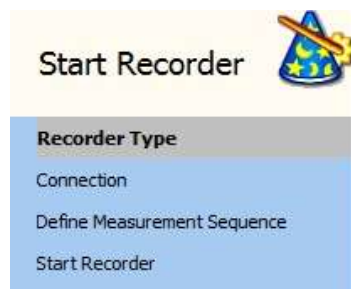 Start Recorder
Recorder Type
Connection
Define Measurement Sequence
Start Recorder